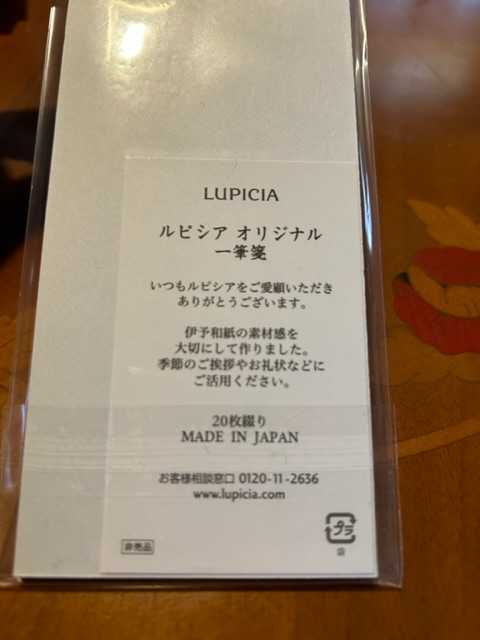 LUPICIA
ルピシア オリジナル
一筆箋
いつもルピシアをご愛顧いただき
ありがとうございます。
伊予和紙の素材感を
大切にして作りました。
季節のご挨拶やお礼状などに
ご活用ください。
20枚綴り
MADE IN JAPAN
お客様相談窓口 0120-11-2636
www.lupicia.com
プラ
袋
非売品